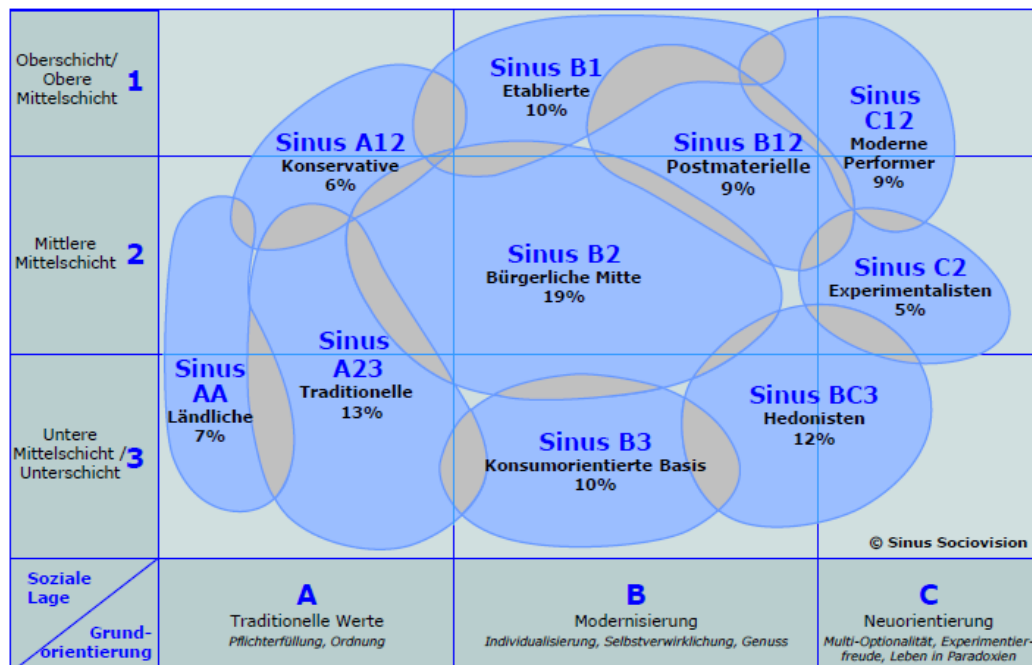 Oberschicht/
Obere
Mittelschicht
1
Mittlere
Mittelschicht
2
Untere
Mittelschicht /
Unterschicht
3
Sinus B1
Etablierte
10%
Sinus
C12
Moderne
Performer
9%
Sinus A12
Konservative
6%
Sinus B12
Postmaterielle
9%
Sinus B2
Bürgerliche Mitte
19%
Sinus C2
Experimentalisten
5%
Sinus
AA
Ländliche
7%
Sinus
A23
Traditionelle
13%
Sinus B3
Konsumorientierte Basis
10%
Sinus BC3
Hedonisten
12%
© Sinus Sociovision
Soziale
Lage
Grund-
orientierung
A
Traditionelle Werte
Pflichterfüllung, Ordnung
B
Modernisierung
Individualisierung, Selbstverwirklichung, Genuss
C
Neuorientierung
Multi-Optionalität, Experimentier-
freude, Leben in Paradoxien